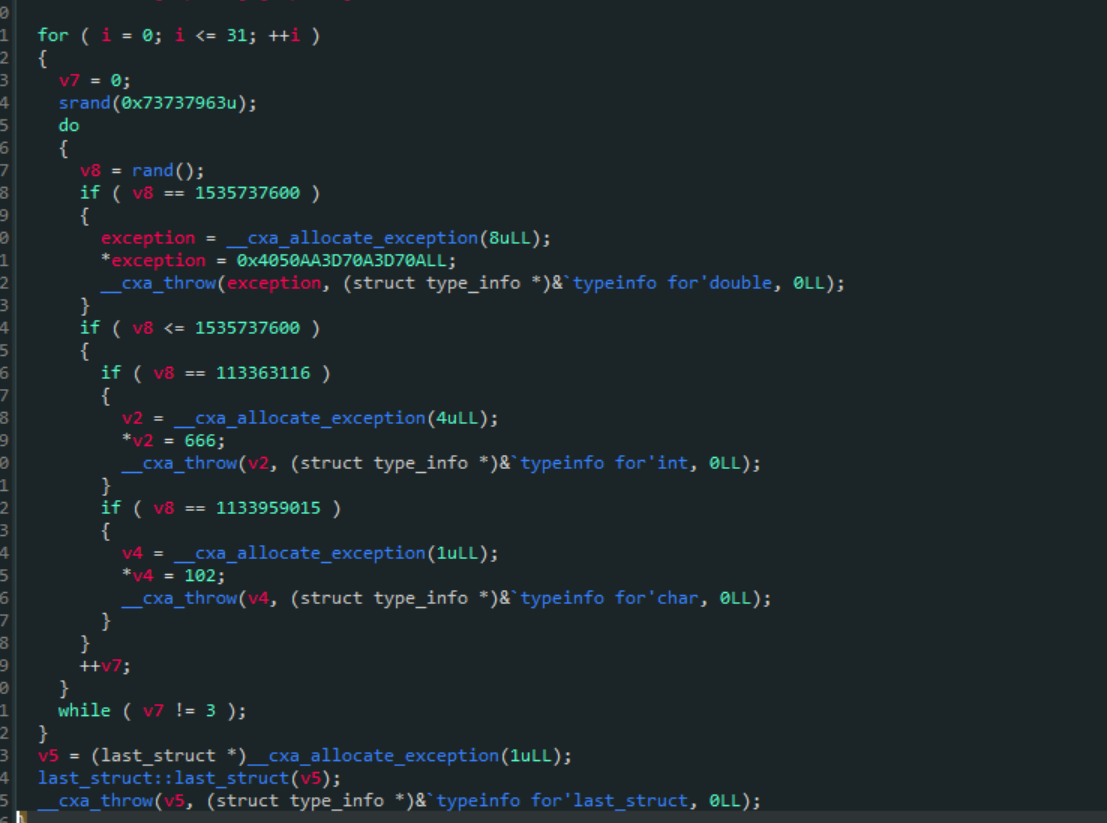 0
1 for ( i = 0; i <= 31; ++i )
2 {
3 v7 = 0;
4 srand(0x73737963u);
5 do
6 {
7 v8 = rand();
8 if ( v8 == 1535737600 )
9 {
0 exception = __cxa_allocate_exception(8uLL);
1 *exception = 0x4050AA3D70A3D70ALL;
2 __cxa_throw(exception, (struct type_info *)&`typeinfo for'double, 0LL);
3 }
4 if ( v8 <= 1535737600 )
5 {
6 if ( v8 == 113363116 )
7 {
8 v2 = __cxa_allocate_exception(4uLL);
9 *v2 = 666;
0 __cxa_throw(v2, (struct type_info *)&`typeinfo for'int, 0LL);
1 }
2 if ( v8 == 1133959015 )
3 {
4 v4 = __cxa_allocate_exception(1uLL);
5 *v4 = 102;
6 __cxa_throw(v4, (struct type_info *)&`typeinfo for'char, 0LL);
7 }
8 }
9 ++v7;
0 }
1 while ( v7 != 3 );
2 }
3 v5 = (last_struct *)__cxa_allocate_exception(1uLL);
4 last_struct::last_struct(v5);
5 __cxa_throw(v5, (struct type_info *)&`typeinfo for'last_struct, 0LL);